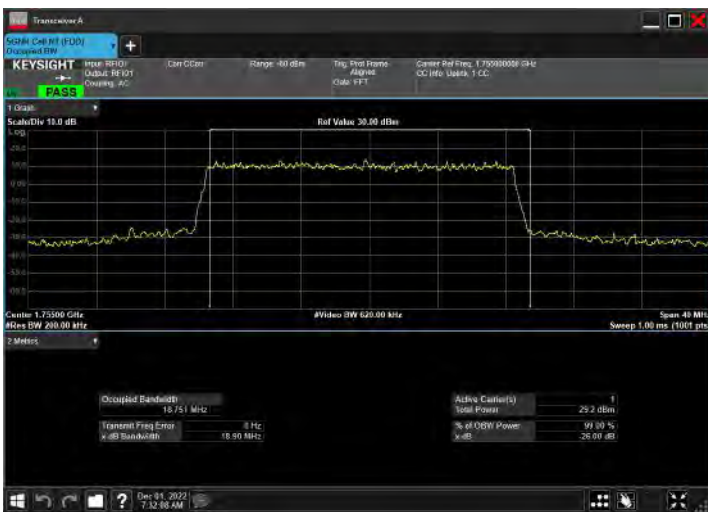 Transceiver A
5GNR Cell NT (FDD)
Occupied BW
KEYSIGHT
PASS
Input: RFIO1
Output: RFIO1
Coupling: AC
Corr CCorr
Trig: Prot Frame
Aligned
Gate: FFT
Center Ref Freq: 1.755000000 GHz
CC Info: Uplink, 1 CC
1 Graph
Scale/Div 10.0 dB
Ref Value 30.00 dBm
Log
Center 1.75500 GHz
#Video BW 620.00 kHz
Span 40 MHz
#Res BW 200.00 kHz
Sweep 1.00 ms (1001 pts
2 Metrics
Occupied Bandwidth
18.751 MHz
Active Carrier(s) 1
Total Power 29.2 dBm
Transmit Freq Error
x dB Bandwidth 18.90 MHz
% of OBW Power 99.00 %
x dB -26.00 dB
Dec 01, 2022
7:32:08 AM